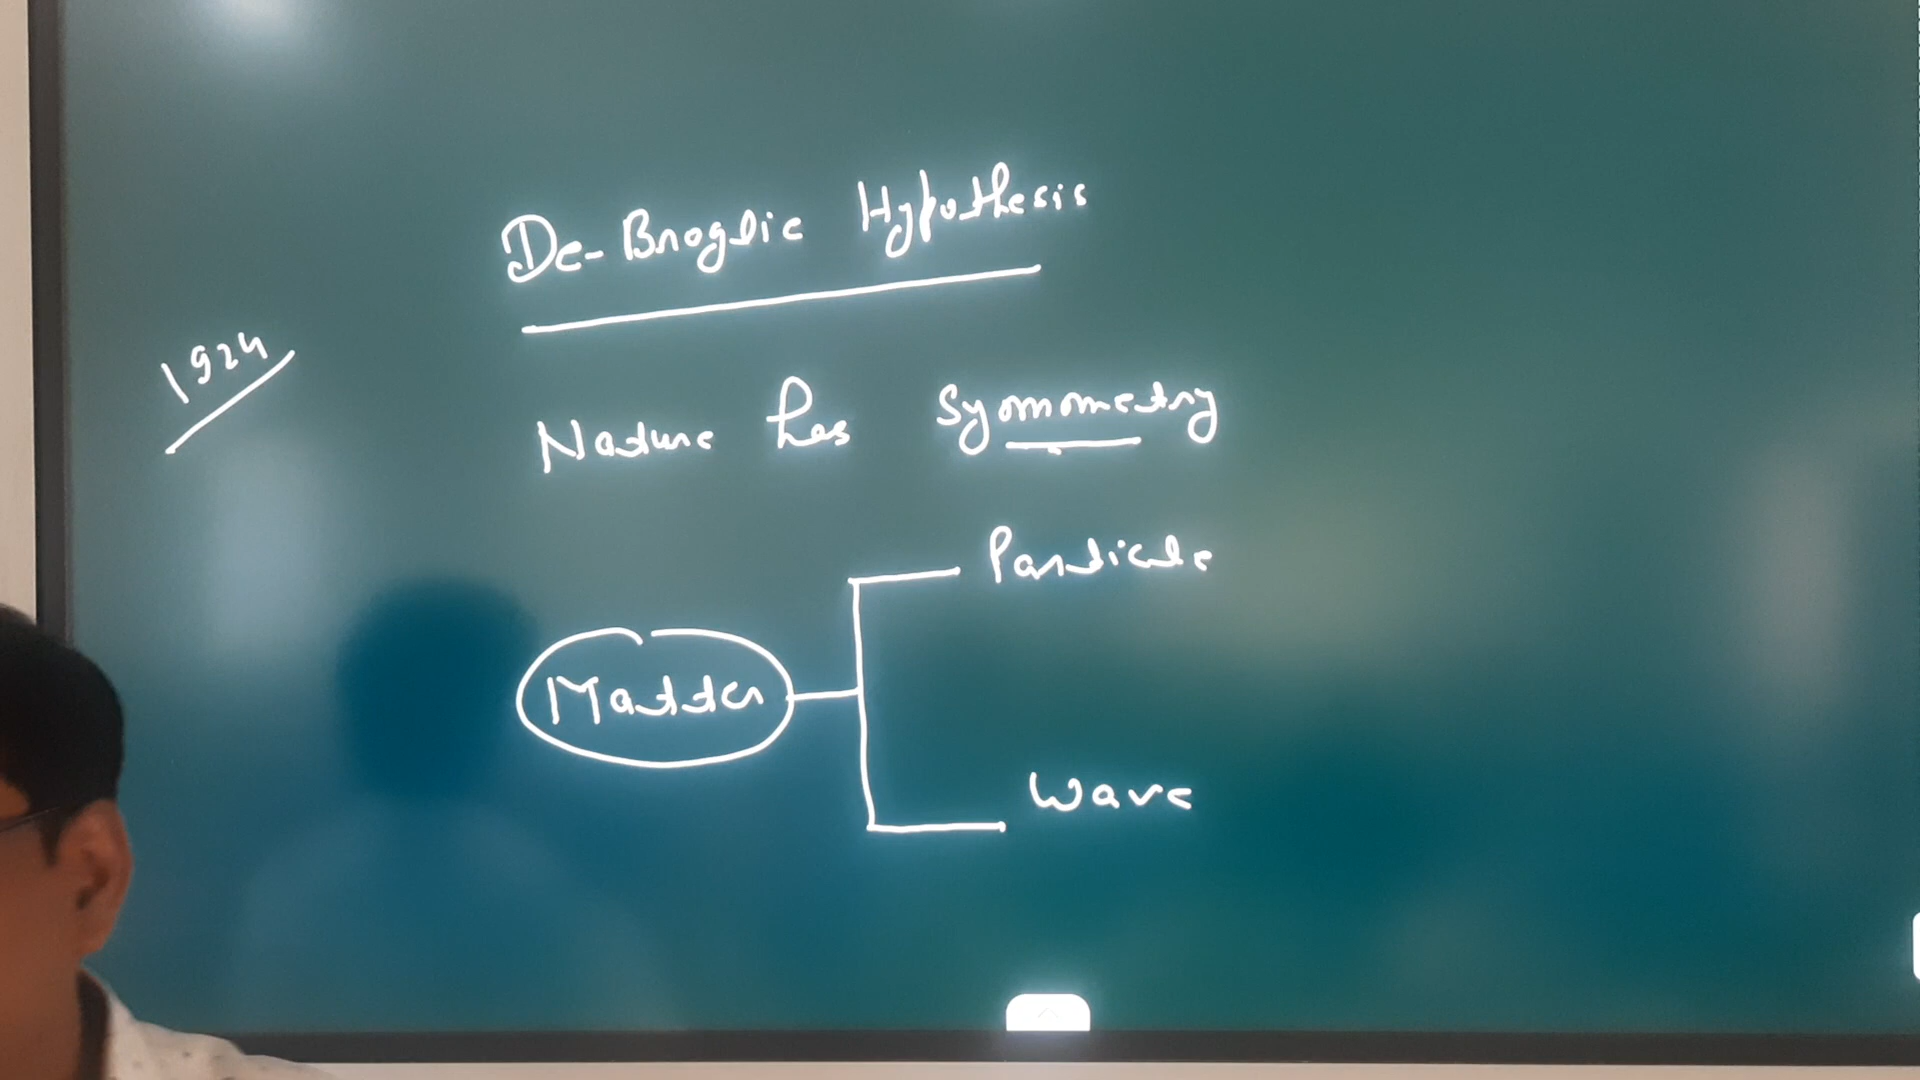 De-Broglie Hypothesis
1924
Nature has Symmetry
Particle
Matter
Wave